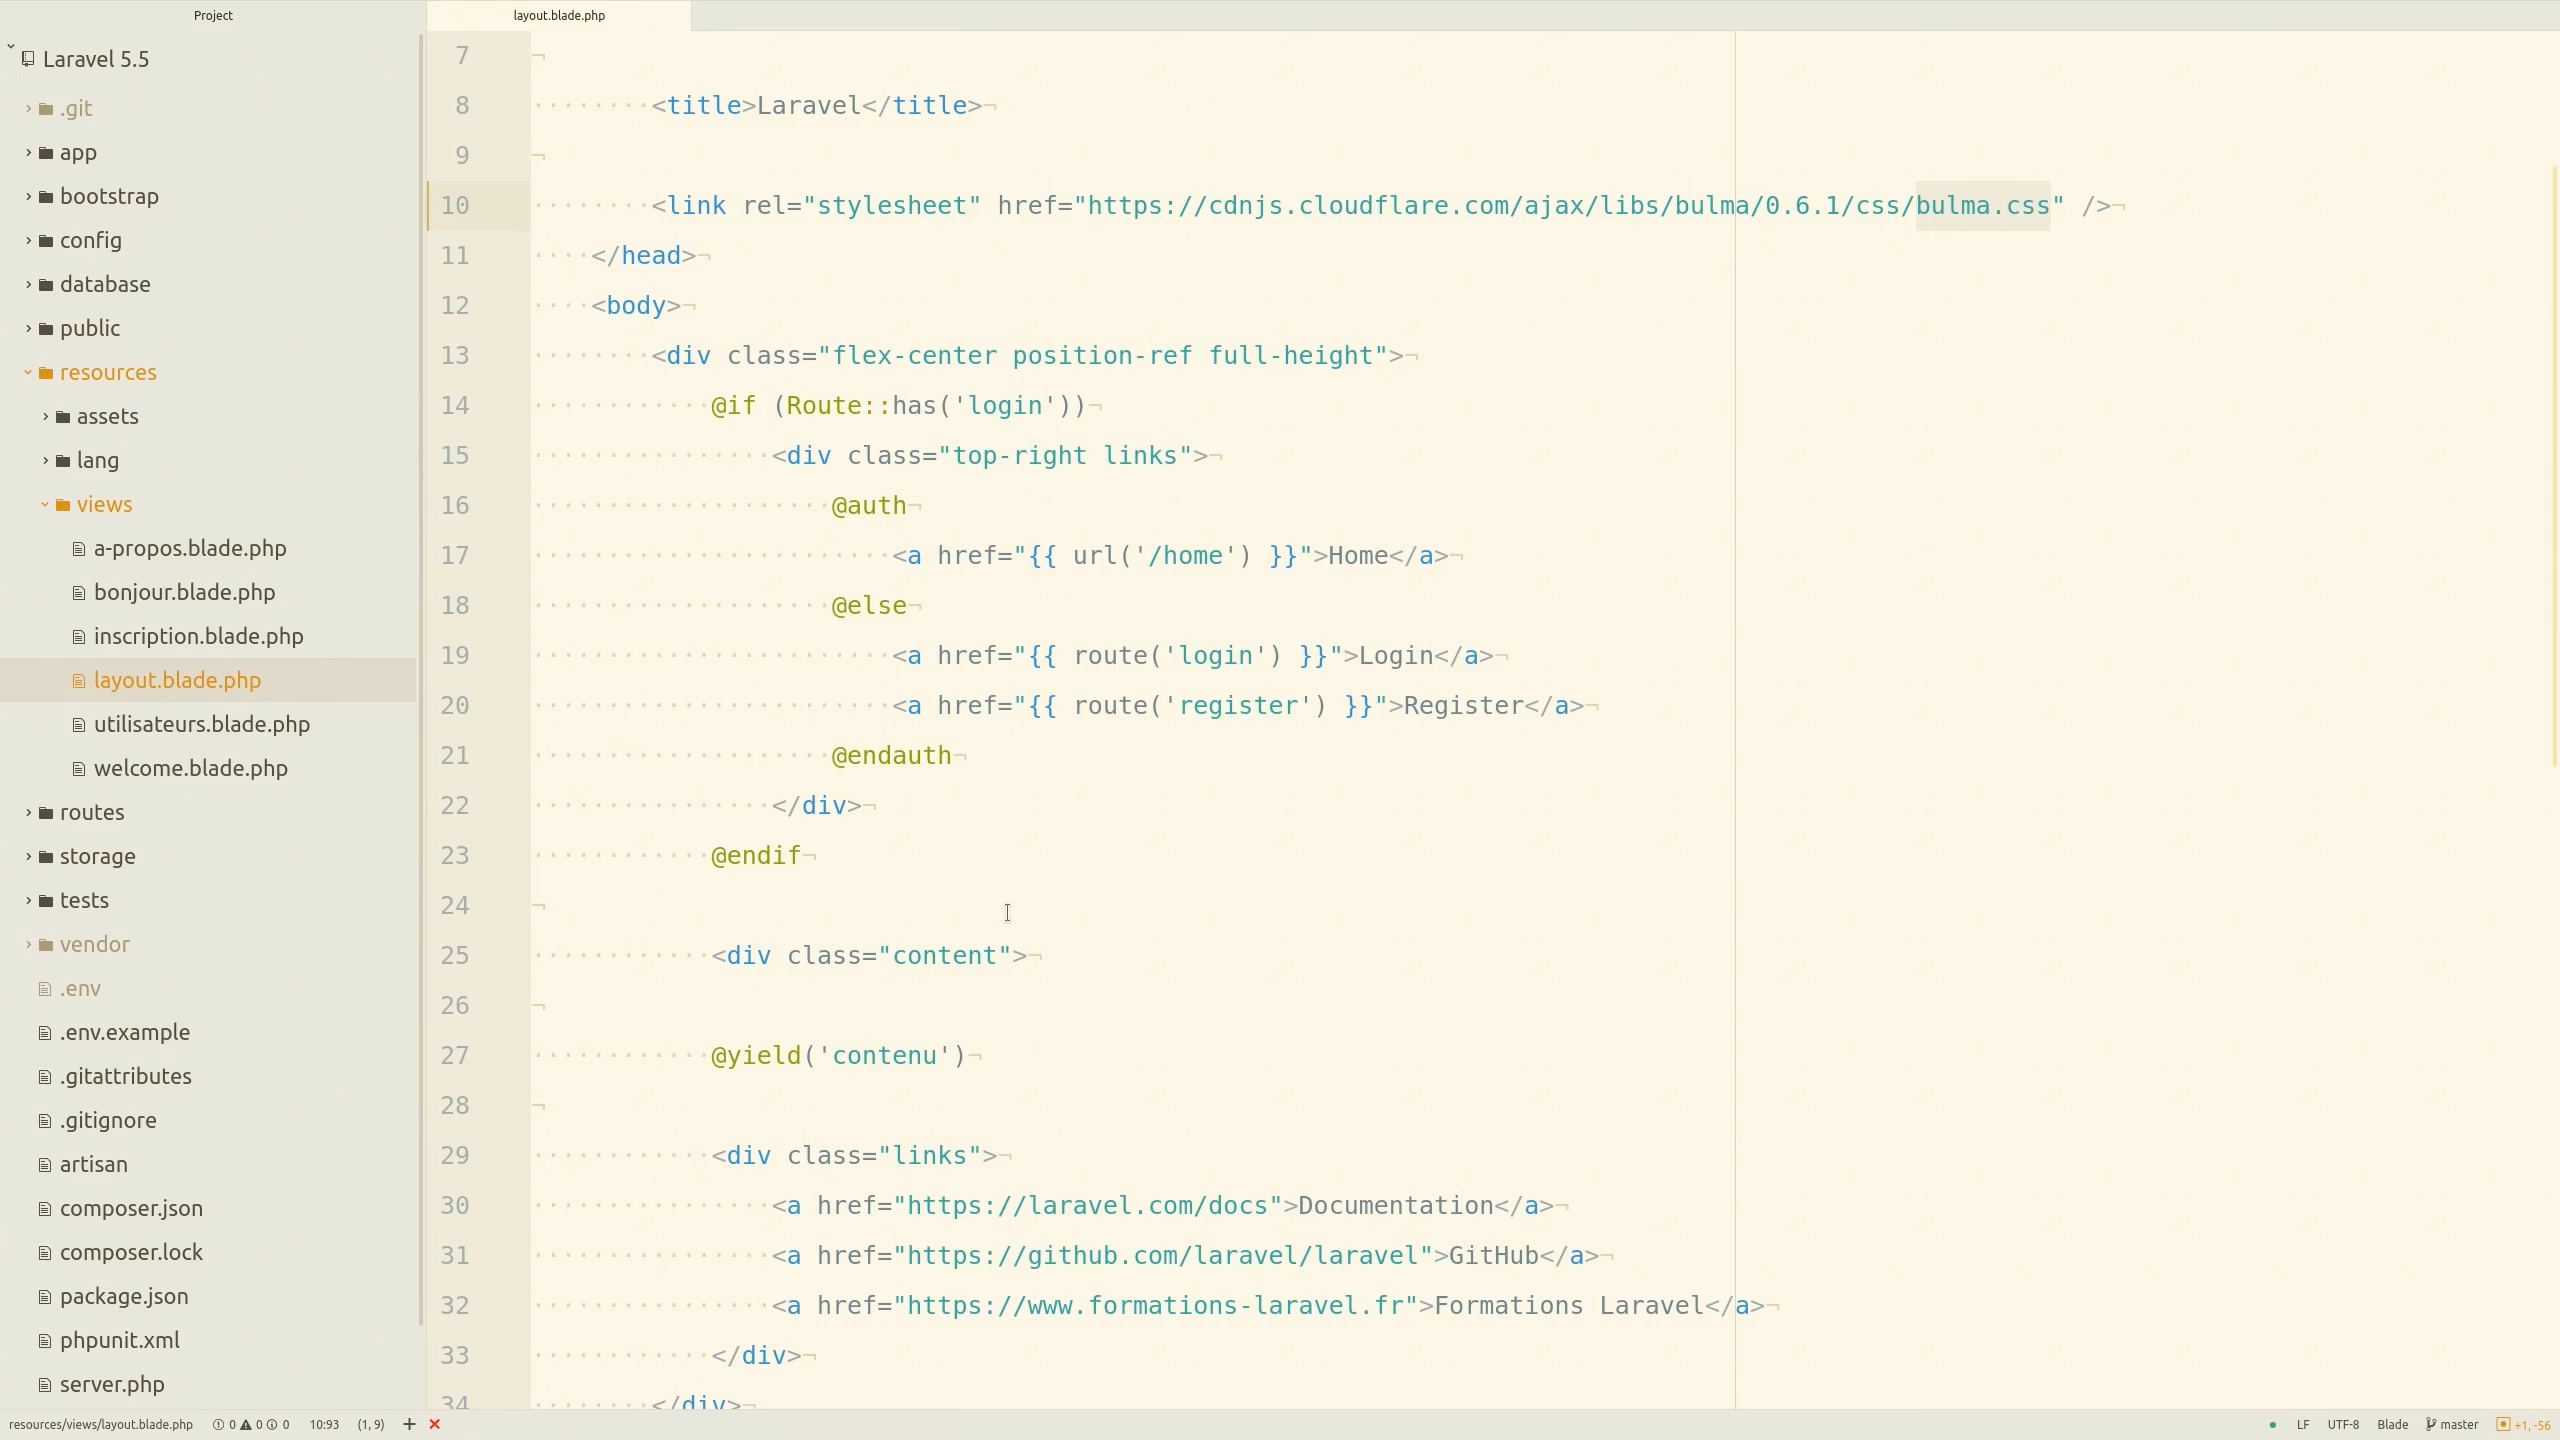 Project
layout.blade.php
Laravel 5.5
.git
app
bootstrap
config
database
public
resources
assets
lang
views
a-propos.blade.php
bonjour.blade.php
inscription.blade.php
layout.blade.php
utilisateurs.blade.php
welcome.blade.php
routes
storage
tests
vendor
.env
.env.example
.gitattributes
.gitignore
artisan
composer.json
composer.lock
package.json
phpunit.xml
server.php
7
8 <title>Laravel</title>
9
10 <link rel="stylesheet" href="https://cdnjs.cloudflare.com/ajax/libs/bulma/0.6.1/css/bulma.css" />
11 </head>
12 <body>
13 <div class="flex-center position-ref full-height">
14 @if (Route::has('login'))
15 <div class="top-right links">
16 @auth
17 <a href="{{ url('/home') }}">Home</a>
18 @else
19 <a href="{{ route('login') }}">Login</a>
20 <a href="{{ route('register') }}">Register</a>
21 @endauth
22 </div>
23 @endif
24
25 <div class="content">
26
27 @yield('contenu')
28
29 <div class="links">
30 <a href="https://laravel.com/docs">Documentation</a>
31 <a href="https://github.com/laravel/laravel">GitHub</a>
32 <a href="https://www.formations-laravel.fr">Formations Laravel</a>
33 </div>
34 </div>
resources/views/layout.blade.php 0 0 0 10:93 (1, 9) LF UTF-8 Blade master +1, -56